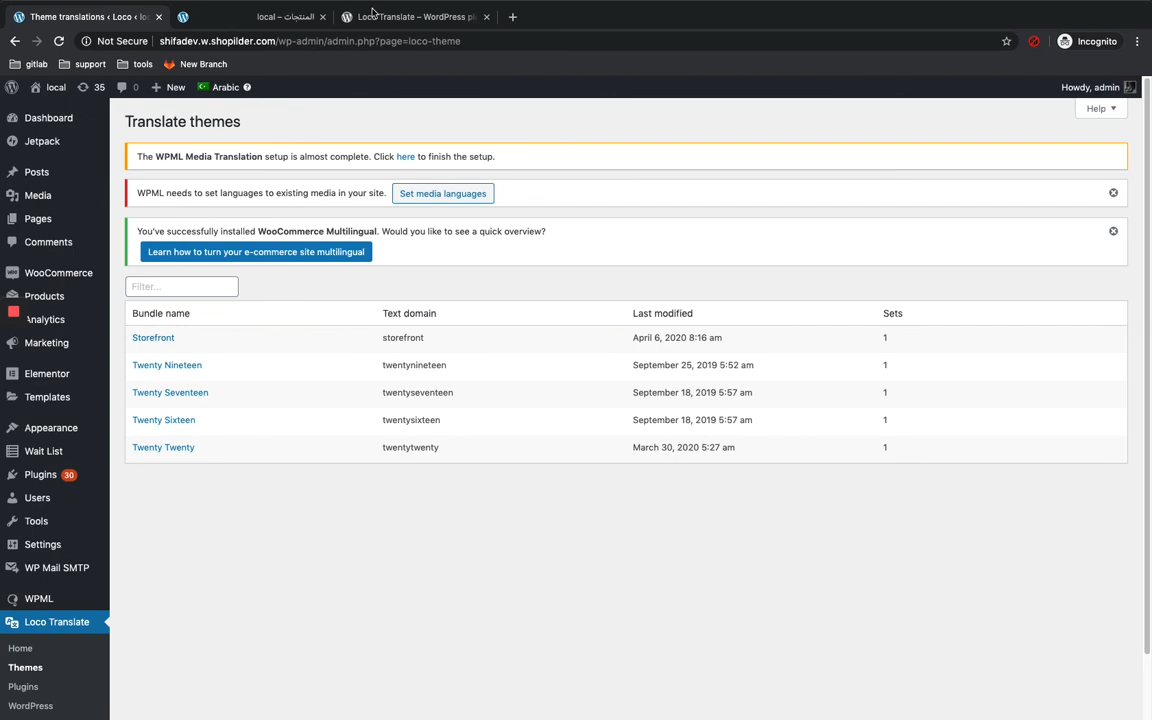 Theme translations ‹ Loco ‹ loc
المنتجات – local
Loco Translate – WordPress pl
Not Secure
shifadev.w.shopilder.com/wp-admin/admin.php?page=loco-theme
Incognito
gitlab
support
tools
New Branch
local
35
0
New
Arabic
Howdy, admin
Help
Dashboard
Jetpack
Posts
Media
Pages
Comments
WooCommerce
Products
Analytics
Marketing
Elementor
Templates
Appearance
Wait List
Plugins 30
Users
Tools
Settings
WP Mail SMTP
WPML
Loco Translate
Home
Themes
Plugins
WordPress
Translate themes
The WPML Media Translation setup is almost complete. Click here to finish the setup.
WPML needs to set languages to existing media in your site. Set media languages
You've successfully installed WooCommerce Multilingual. Would you like to see a quick overview?
Learn how to turn your e-commerce site multilingual
Filter...
Bundle name Text domain Last modified Sets
Storefront storefront April 6, 2020 8:16 am 1
Twenty Nineteen twentynineteen September 25, 2019 5:52 am 1
Twenty Seventeen twentyseventeen September 18, 2019 5:57 am 1
Twenty Sixteen twentysixteen September 18, 2019 5:57 am 1
Twenty Twenty twentytwenty March 30, 2020 5:27 am 1